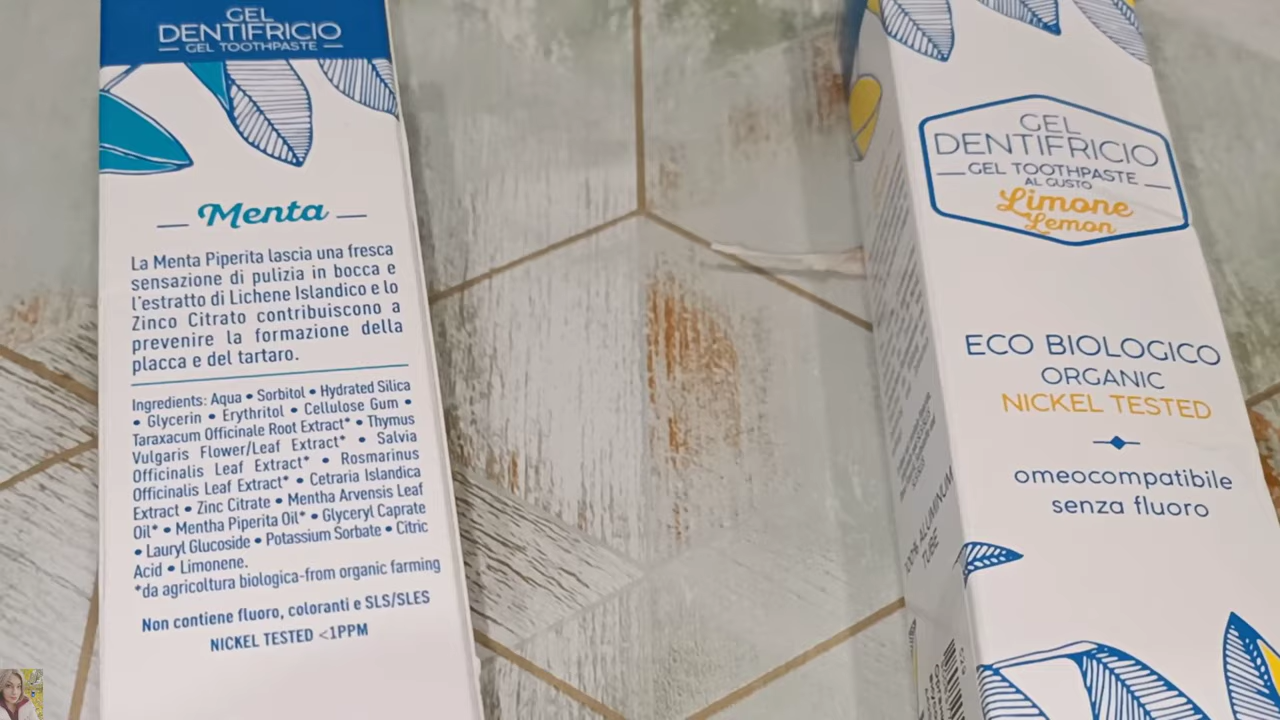 GEL
DENTIFRICIO
GEL TOOTHPASTE
Menta
La Menta Piperita lascia una fresca
sensazione di pulizia in bocca e
l'estratto di Lichene Islandico e lo
Zinco Citrato contribuiscono a
prevenire la formazione della
placca e del tartaro.
Ingredients: Aqua • Sorbitol • Hydrated Silica
• Glycerin • Erythritol • Cellulose Gum •
Taraxacum Officinale Root Extract* • Thymus
Vulgaris Flower/Leaf Extract* • Salvia
Officinalis Leaf Extract* • Rosmarinus
Officinalis Leaf Extract* • Cetraria Islandica
Extract • Zinc Citrate • Mentha Arvensis Leaf
Oil* • Mentha Piperita Oil* • Glyceryl Caprate
• Lauryl Glucoside • Potassium Sorbate • Citric
Acid • Limonene.
*da agricoltura biologica-from organic farming
Non contiene fluoro, coloranti e SLS/SLES
NICKEL TESTED <1PPM
GEL
DENTIFRICIO
GEL TOOTHPASTE
AL GUSTO
Limone
Lemon
ECO BIOLOGICO
ORGANIC
NICKEL TESTED
omeocompatibile
senza fluoro
100% ALUMINUM
TUBE